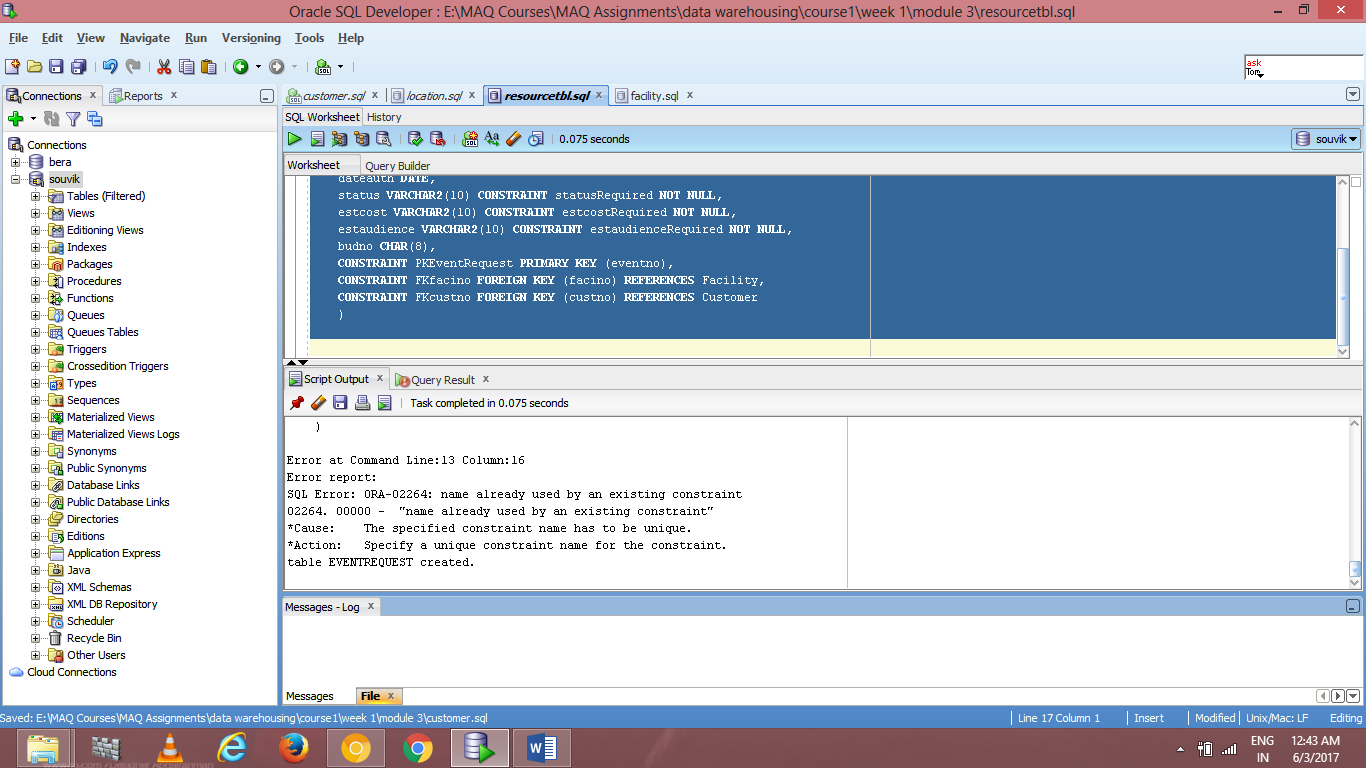 Oracle SQL Developer : E:\MAQ Courses\MAQ Assignments\data warehousing\course1\week 1\module 3\resourcetbl.sql
File Edit View Navigate Run Versioning Tools Help
ask
Tom
Connections
Reports
customer.sql
location.sql
resourcetbl.sql
facility.sql
SQL Worksheet History
0.075 seconds
souvik
Worksheet Query Builder
Connections
bera
souvik
Tables (Filtered)
Views
Editioning Views
Indexes
Packages
Procedures
Functions
Queues
Queues Tables
Triggers
Crossedition Triggers
Types
Sequences
Materialized Views
Materialized Views Logs
Synonyms
Public Synonyms
Database Links
Public Database Links
Directories
Editions
Application Express
Java
XML Schemas
XML DB Repository
Scheduler
Recycle Bin
Other Users
Cloud Connections
dateauth DATE,
status VARCHAR2(10) CONSTRAINT statusRequired NOT NULL,
estcost VARCHAR2(10) CONSTRAINT estcostRequired NOT NULL,
estaudience VARCHAR2(10) CONSTRAINT estaudienceRequired NOT NULL,
budno CHAR(8),
CONSTRAINT PKEventRequest PRIMARY KEY (eventno),
CONSTRAINT FKfacino FOREIGN KEY (facino) REFERENCES Facility,
CONSTRAINT FKcustno FOREIGN KEY (custno) REFERENCES Customer
)
Script Output
Query Result
Task completed in 0.075 seconds
)
Error at Command Line:13 Column:16
Error report:
SQL Error: ORA-02264: name already used by an existing constraint
02264. 00000 - "name already used by an existing constraint"
*Cause: The specified constraint name has to be unique.
*Action: Specify a unique constraint name for the constraint.
table EVENTREQUEST created.
Messages - Log
Messages
File
Saved: E:\MAQ Courses\MAQ Assignments\data warehousing\course1\week 1\module 3\customer.sql
Line 17 Column 1
Insert
Modified
Unix/Mac: LF
Editing
ENG
IN
12:43 AM
6/3/2017